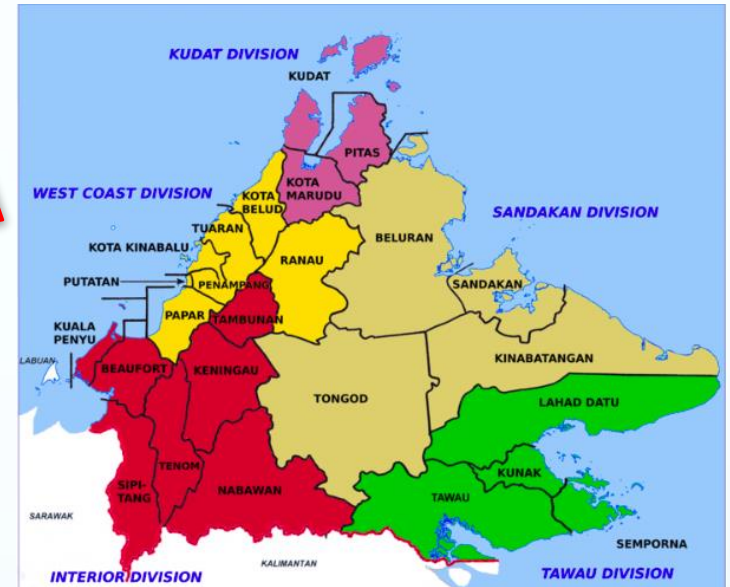 KUDAT DIVISION
KUDAT
PITAS
KOTA
MARUDU
WEST COAST DIVISION
KOTA
BELUD
SANDAKAN DIVISION
TUARAN
BELURAN
KOTA KINABALU
RANAU
PUTATAN
PENAMPANG
SANDAKAN
PAPAR
TAMBUNAN
KUALA
PENYU
LABUAN
BEAUFORT
KENINGAU
KINABATANGAN
TONGOD
LAHAD DATU
TENOM
KUNAK
SIPI-
TANG
NABAWAN
TAWAU
SARAWAK
SEMPORNA
KALIMANTAN
INTERIOR DIVISION
TAWAU DIVISION